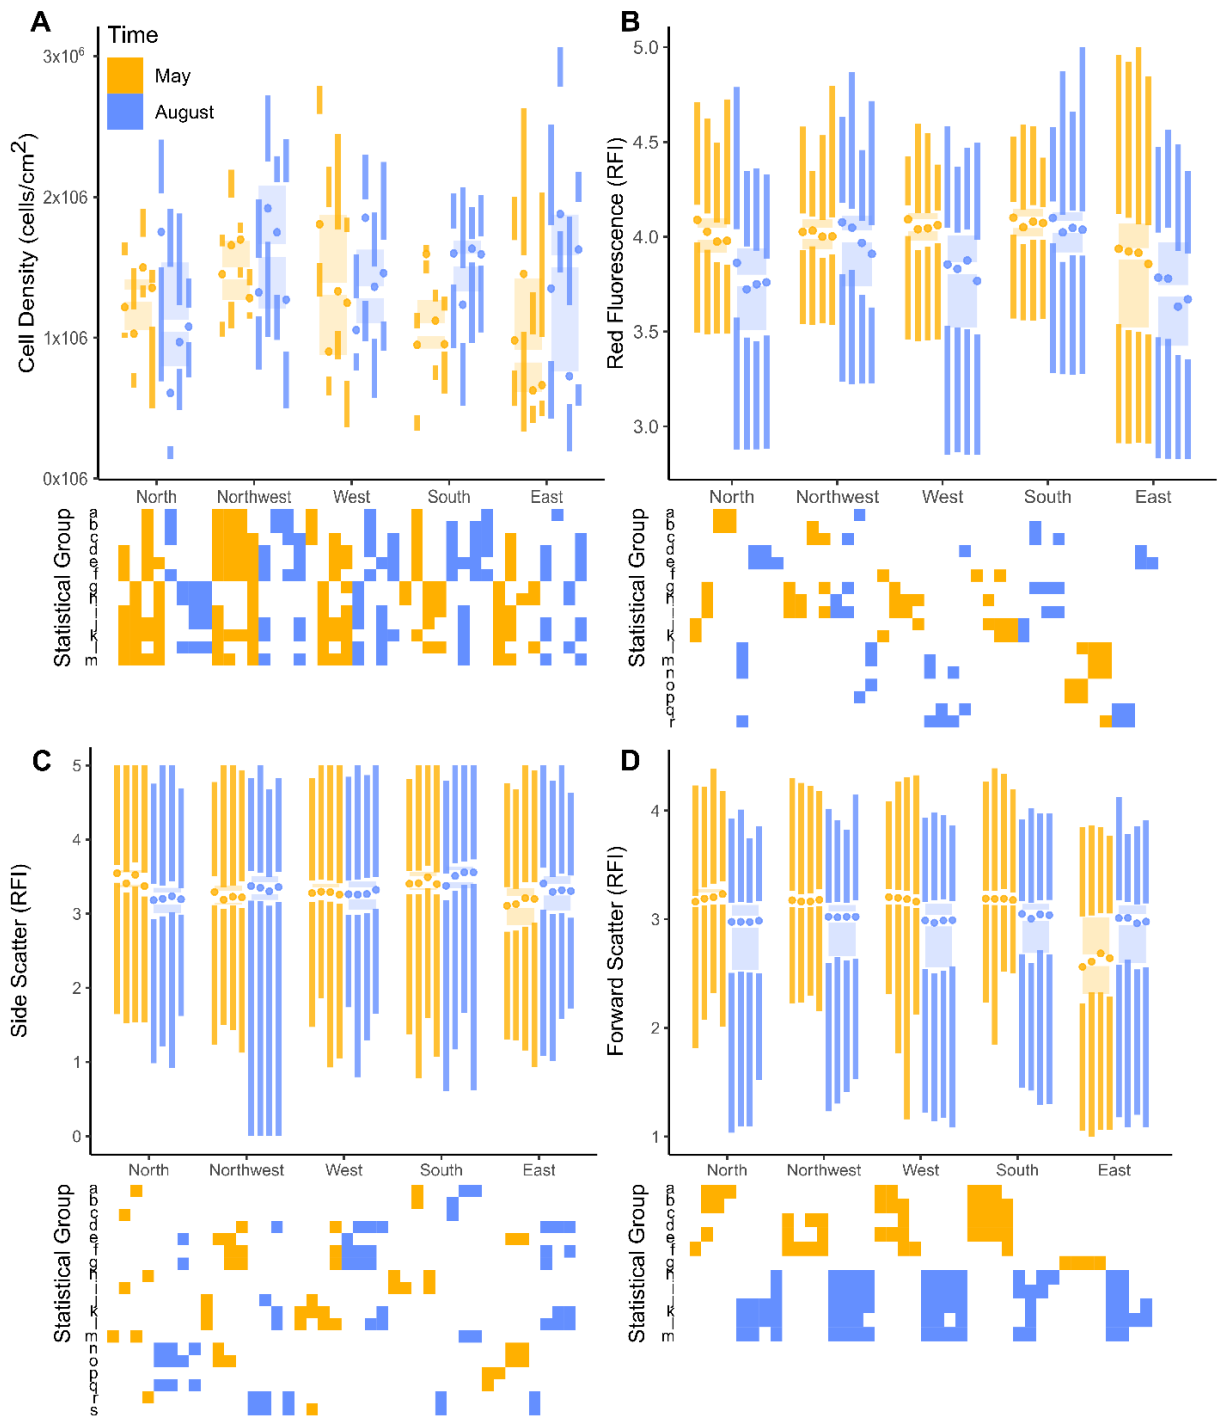 A
Time
May
August
Cell Density (cells/cm²)
3x10⁶
2x10⁶
1x10⁶
0x106
North
Northwest
West
South
East
Statistical Group
a
b
c
d
e
f
g
h
i
j
k
l
m
B
Red Fluorescence (RFI)
5.0
4.5
4.0
3.5
3.0
North
Northwest
West
South
East
Statistical Group
a
b
c
d
e
f
g
h
i
j
k
l
m
n
o
p
q
r
C
Side Scatter (RFI)
5
4
3
2
1
0
North
Northwest
West
South
East
Statistical Group
a
b
c
d
e
f
g
h
i
j
k
l
m
n
o
p
q
r
s
D
Forward Scatter (RFI)
4
3
2
1
North
Northwest
West
South
East
Statistical Group
a
b
c
d
e
f
g
h
i
j
k
l
m